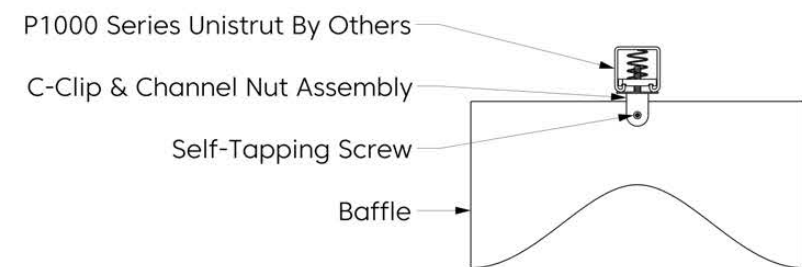 P1000 Series Unistrut By Others
C-Clip & Channel Nut Assembly
Self-Tapping Screw
Baffle